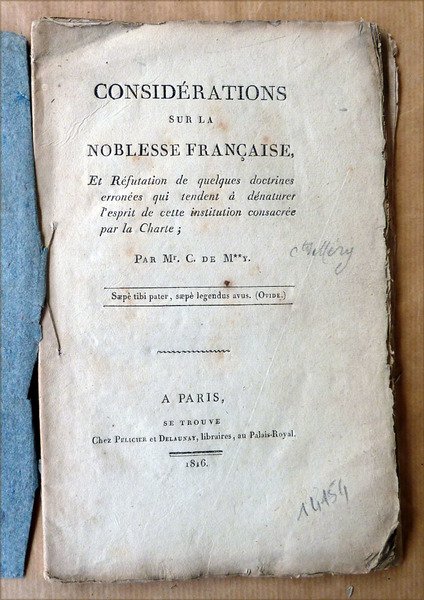 CONSIDÉRATIONS
SUR LA
NOBLESSE FRANÇAISE,
Et Réfutation de quelques doctrines
erronées qui tendent à dénaturer
l'esprit de cette institution consacrée
par la Charte;
PAR Mr. C. DE M**Y.
Sæpè tibi pater, sæpè legendus avus. (OVIDE.)
A PARIS,
SE TROUVE
Chez PELICIER et DELAUNAY, libraires, au Palais-Royal.
1816.
14154